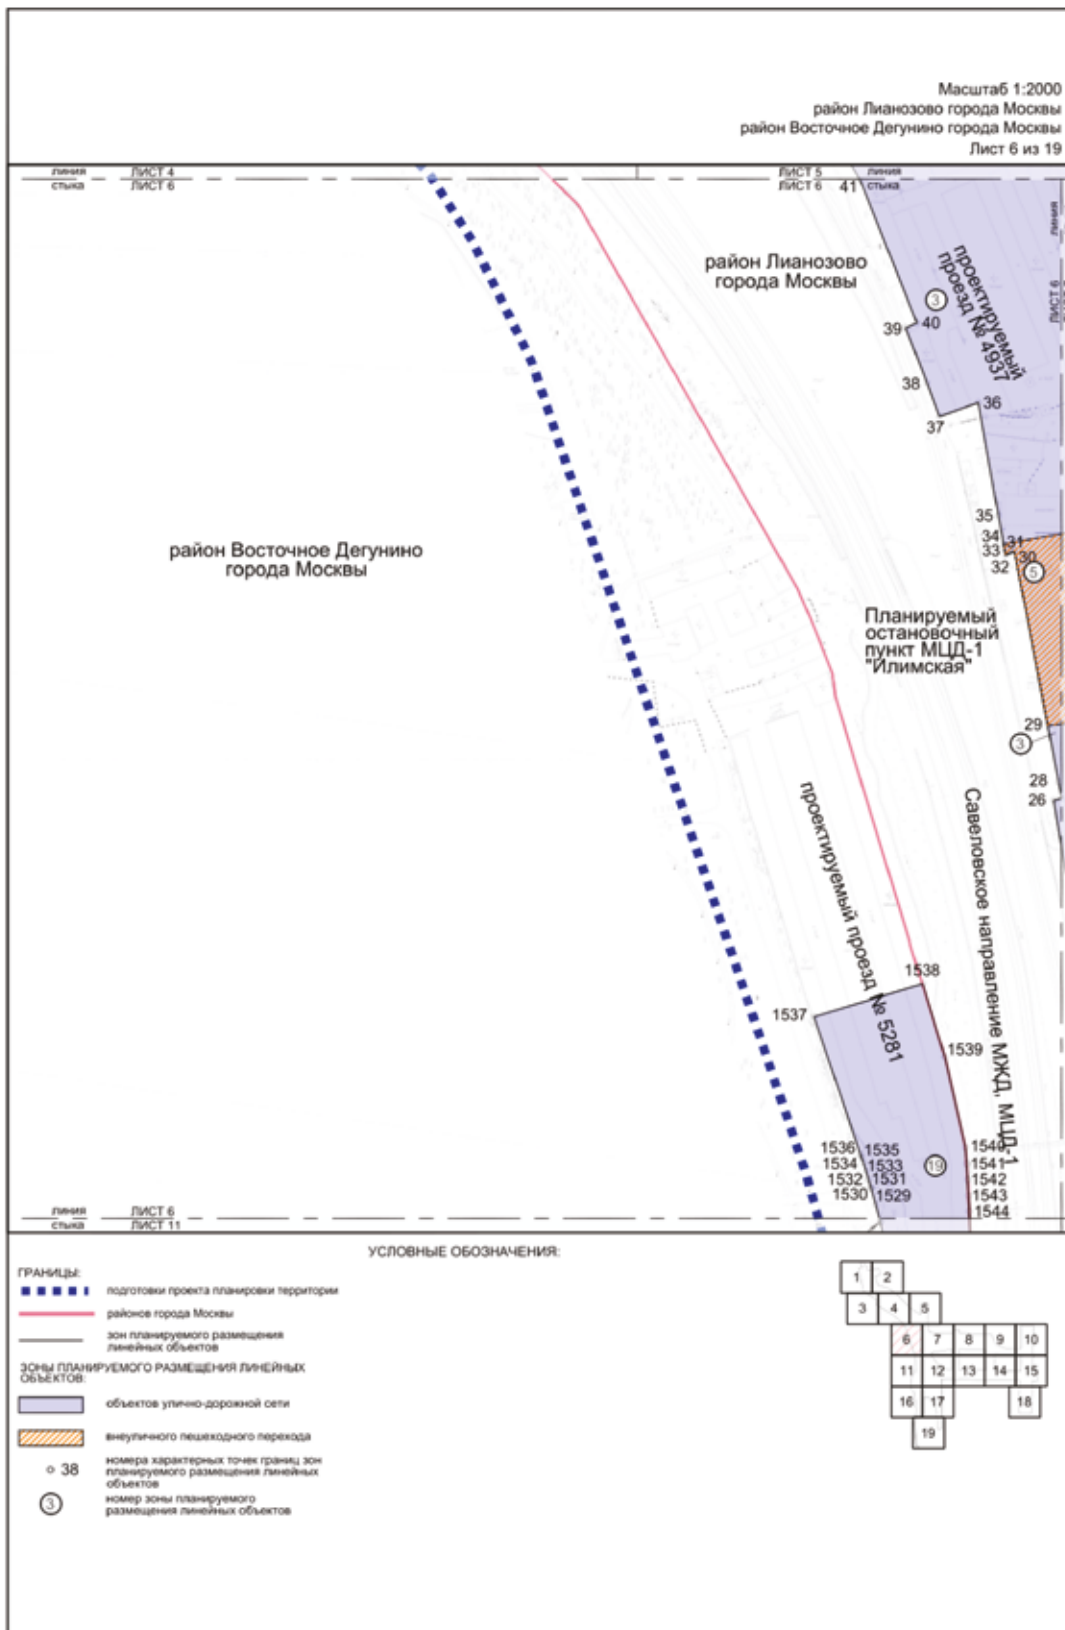 Масштаб 1:2000
район Лианозово города Москвы
район Восточное Дегунино города Москвы
Лист 6 из 19
линия ЛИСТ 4
стыка ЛИСТ 6
ЛИСТ 5 линия
ЛИСТ 6 стыка
41
линия
ЛИСТ 6
район Лианозово
города Москвы
проектируемый
проезд № 4937
3
40
39
38
37
36
35
34
33
32
31
30
5
район Восточное Дегунино
города Москвы
Планируемый
остановочный
пункт МЦД-1
"Илимская"
29
3
28
26
проектируемый проезд № 5281
Савеловское направление МЖД, МЦД-1
1538
1537
1539
1536 1535
1534 1533
1532 1531
1530 1529
19
1540
1541
1542
1543
1544
линия ЛИСТ 6
стыка ЛИСТ 11
УСЛОВНЫЕ ОБОЗНАЧЕНИЯ:
ГРАНИЦЫ:
подготовки проекта планировки территории
районов города Москвы
зон планируемого размещения
линейных объектов
ЗОНЫ ПЛАНИРУЕМОГО РАЗМЕЩЕНИЯ ЛИНЕЙНЫХ
ОБЪЕКТОВ:
объектов улично-дорожной сети
внеуличного пешеходного перехода
38 номера характерных точек границ зон
планируемого размещения линейных
объектов
3 номер зоны планируемого
размещения линейных объектов
1 2
3 4 5
6 7 8 9 10
11 12 13 14 15
16 17 18
19